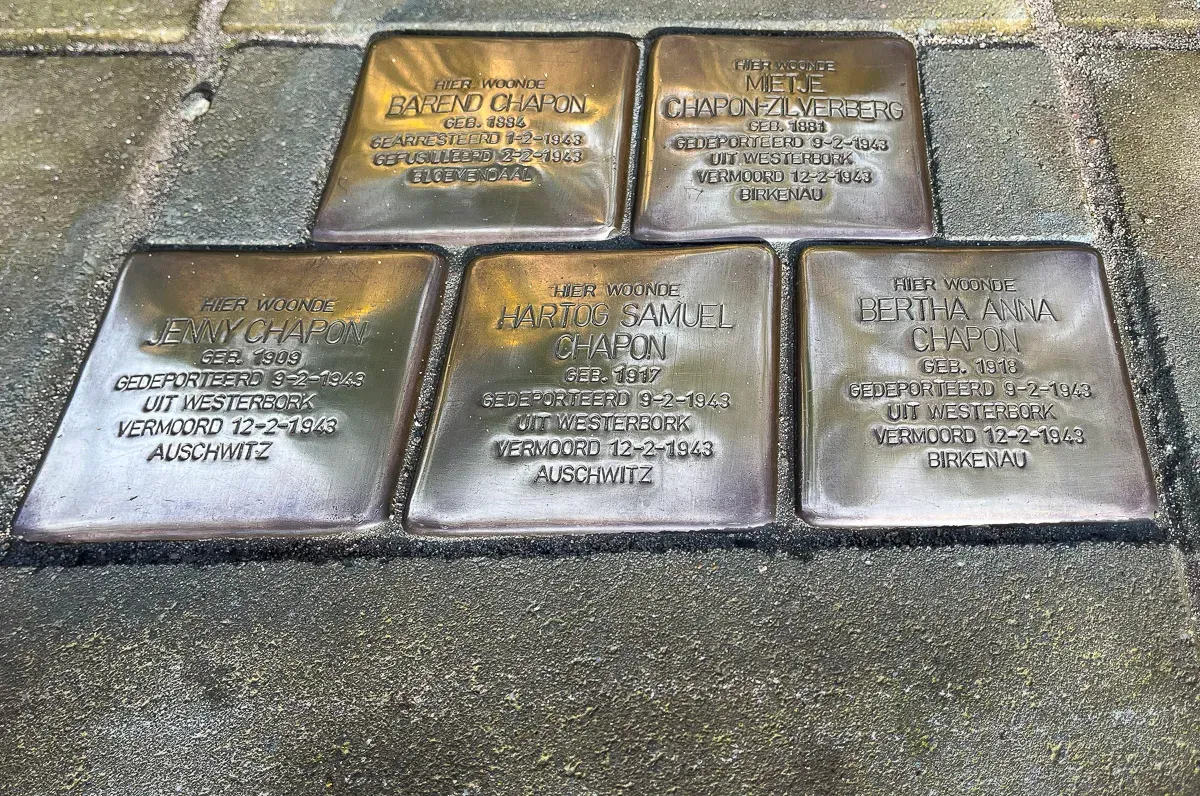 HIER WOONDE
BAREND CHAPON
GEB. 1884
GEARRESTEERD 1-2-1943
GEFUSILLEERD 2-2-1943
BLOEMENDAAL
HIER WOONDE
MIETJE
CHAPON-ZILVERBERG
GEB. 1881
GEDEPORTEERD 9-2-1943
UIT WESTERBORK
VERMOORD 12-2-1943
BIRKENAU
HIER WOONDE
JENNY CHAPON
GEB. 1909
GEDEPORTEERD 9-2-1943
UIT WESTERBORK
VERMOORD 12-2-1943
AUSCHWITZ
HIER WOONDE
HARTOG SAMUEL
CHAPON
GEB. 1917
GEDEPORTEERD 9-2-1943
UIT WESTERBORK
VERMOORD 12-2-1943
AUSCHWITZ
HIER WOONDE
BERTHA ANNA
CHAPON
GEB. 1918
GEDEPORTEERD 9-2-1943
UIT WESTERBORK
VERMOORD 12-2-1943
BIRKENAU